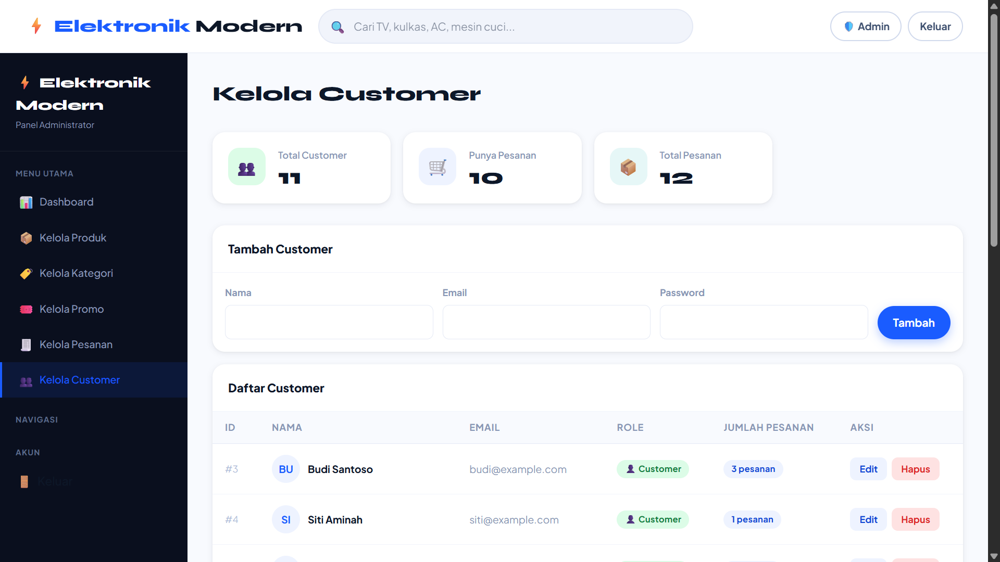 Elektronik Modern
Cari TV, kulkas, AC, mesin cuci...
Admin
Keluar
Elektronik
Modern
Panel Administrator
MENU UTAMA
Dashboard
Kelola Produk
Kelola Kategori
Kelola Promo
Kelola Pesanan
Kelola Customer
NAVIGASI
AKUN
Keluar
Kelola Customer
Total Customer
11
Punya Pesanan
10
Total Pesanan
12
Tambah Customer
Nama
Email
Password
Tambah
Daftar Customer
ID NAMA EMAIL ROLE JUMLAH PESANAN AKSI
#3 BU Budi Santoso budi@example.com Customer 3 pesanan Edit Hapus
#4 SI Siti Aminah siti@example.com Customer 1 pesanan Edit Hapus